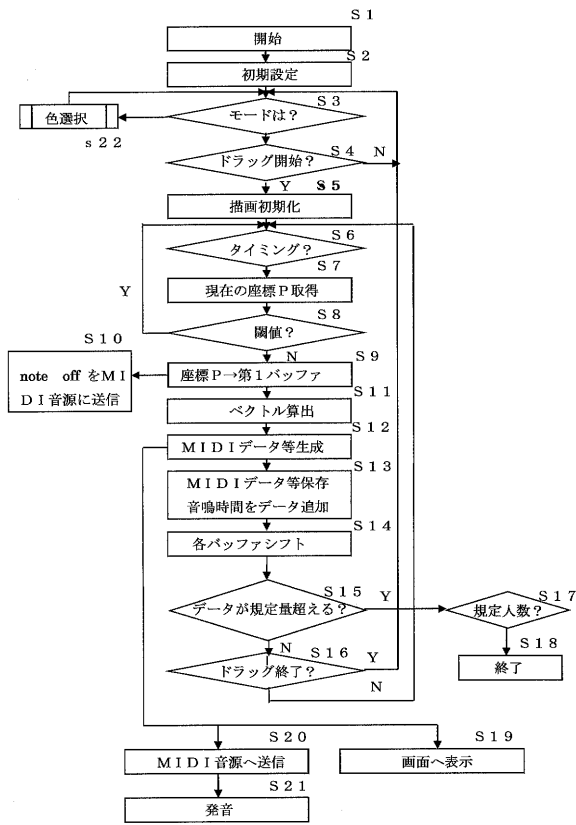 S1
開始
S2
初期設定
S3
モードは?
色選択
s22
S4
ドラッグ開始?
N
Y
S5
描画初期化
S6
タイミング?
S7
Y
現在の座標P取得
S8
閾値?
S10
N
S9
note off をMI
DI音源に送信
座標P→第1バッファ
S11
ベクトル算出
S12
MIDIデータ等生成
S13
MIDIデータ等保存
音鳴時間をデータ追加
S14
各バッファシフト
S15
Y
S17
データが規定量超える?
規定人数?
N
S16
Y
S18
ドラッグ終了?
終了
N
S20
S19
MIDI音源へ送信
画面へ表示
S21
発音